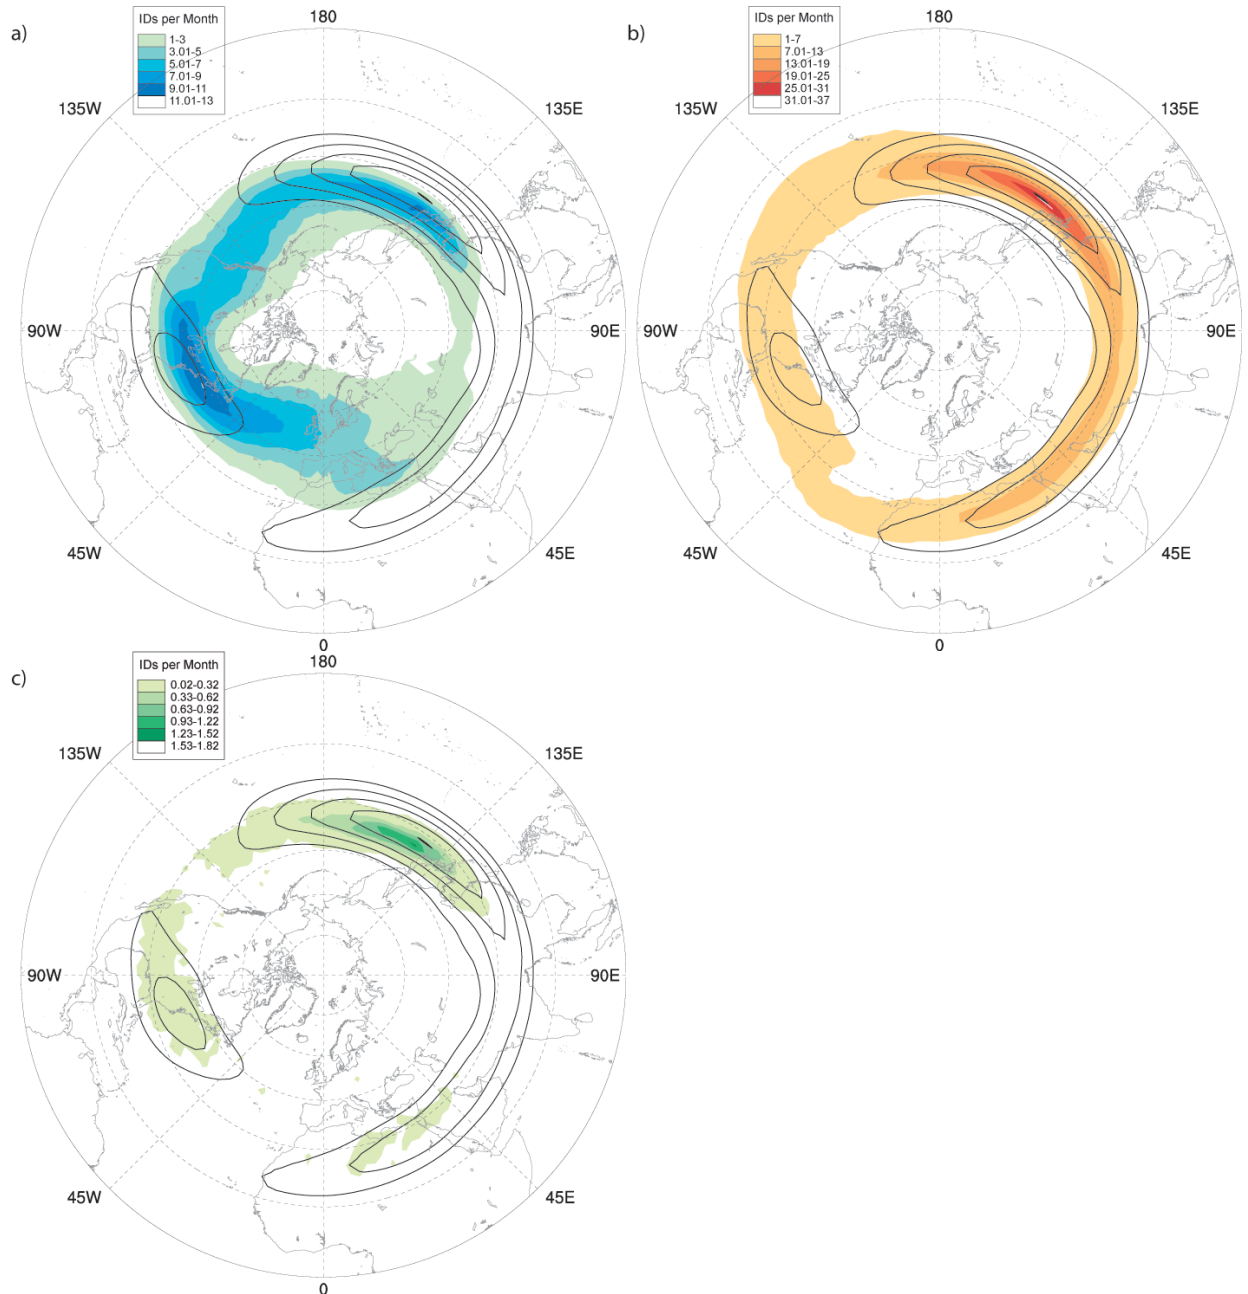 a)
IDs per Month
1-3
3.01-5
5.01-7
7.01-9
9.01-11
11.01-13
180
135W
135E
90W
90E
45W
45E
0
b)
IDs per Month
1-7
7.01-13
13.01-19
19.01-25
25.01-31
31.01-37
180
135W
135E
90W
90E
45W
45E
0
c)
IDs per Month
0.02-0.32
0.33-0.62
0.63-0.92
0.93-1.22
1.23-1.52
1.53-1.82
180
135W
135E
90W
90E
45W
45E
0